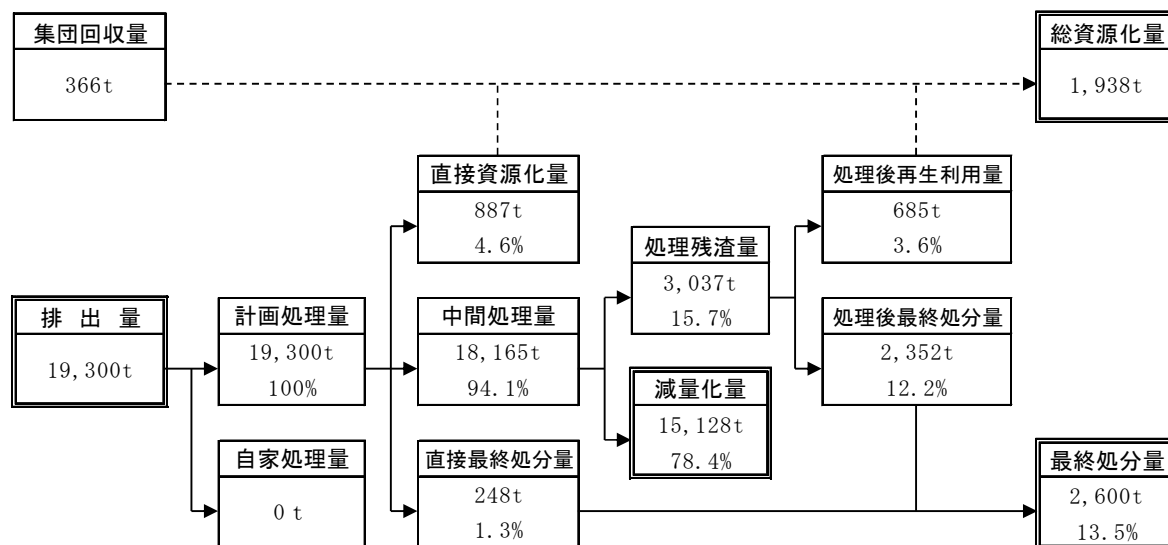 集団回収量
366t
総資源化量
1,938t
直接資源化量
887t
4.6%
処理後再生利用量
685t
3.6%
処理残渣量
3,037t
15.7%
排 出 量
19,300t
計画処理量
19,300t
100%
中間処理量
18,165t
94.1%
処理後最終処分量
2,352t
12.2%
減量化量
15,128t
78.4%
自家処理量
0 t
直接最終処分量
248t
1.3%
最終処分量
2,600t
13.5%